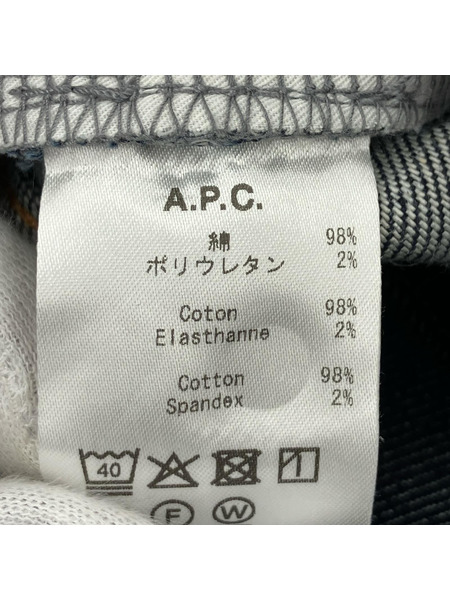 A.P.C.
綿 98%
ポリウレタン 2%
Coton 98%
Elasthanne 2%
Cotton 98%
Spandex 2%
40
F W